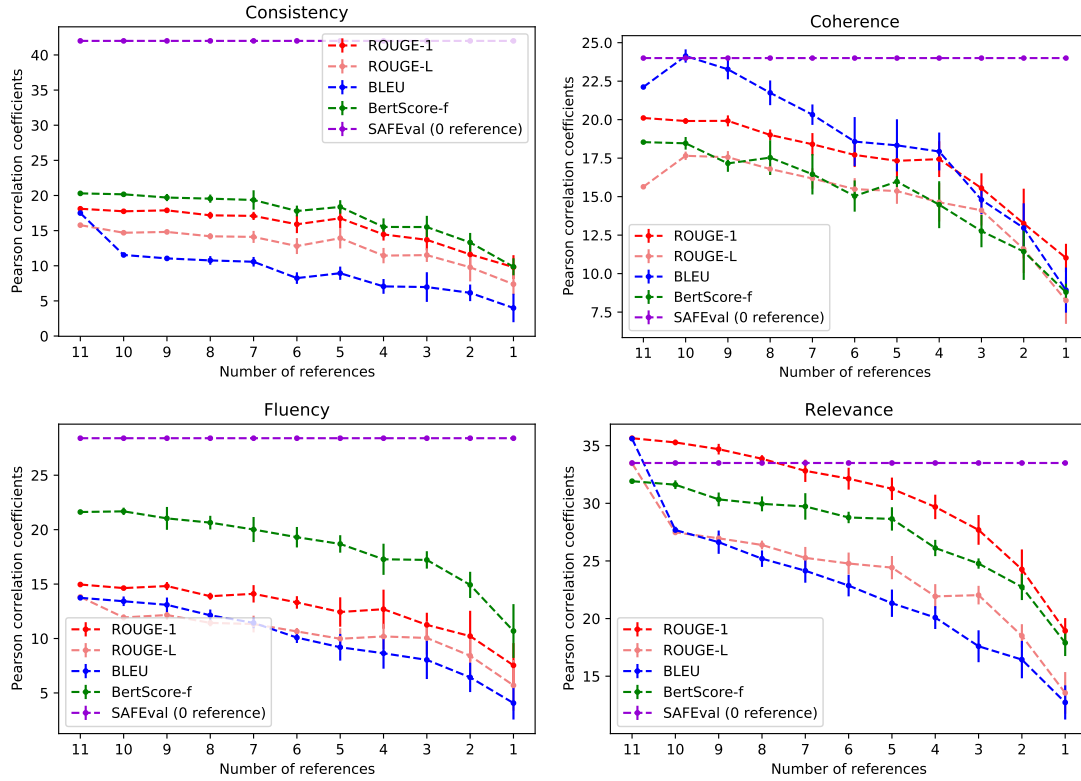 Consistency
Pearson correlation coefficients
40
35
30
25
20
15
10
5
0
ROUGE-1
ROUGE-L
BLEU
BertScore-f
SAFEval (0 reference)
11 10 9 8 7 6 5 4 3 2 1
Number of references
Coherence
Pearson correlation coefficients
25.0
22.5
20.0
17.5
15.0
12.5
10.0
7.5
ROUGE-1
ROUGE-L
BLEU
BertScore-f
SAFEval (0 reference)
11 10 9 8 7 6 5 4 3 2 1
Number of references
Fluency
Pearson correlation coefficients
25
20
15
10
5
ROUGE-1
ROUGE-L
BLEU
BertScore-f
SAFEval (0 reference)
11 10 9 8 7 6 5 4 3 2 1
Number of references
Relevance
Pearson correlation coefficients
35
30
25
20
15
ROUGE-1
ROUGE-L
BLEU
BertScore-f
SAFEval (0 reference)
11 10 9 8 7 6 5 4 3 2 1
Number of references